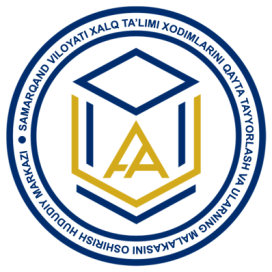 SAMARQAND VILOYATI XALQ TA'LIMI XODIMLARINI QAYTA TAYYORLASH VA ULARNING MALAKASINI OSHIRISH HUDUDIY MARKAZI